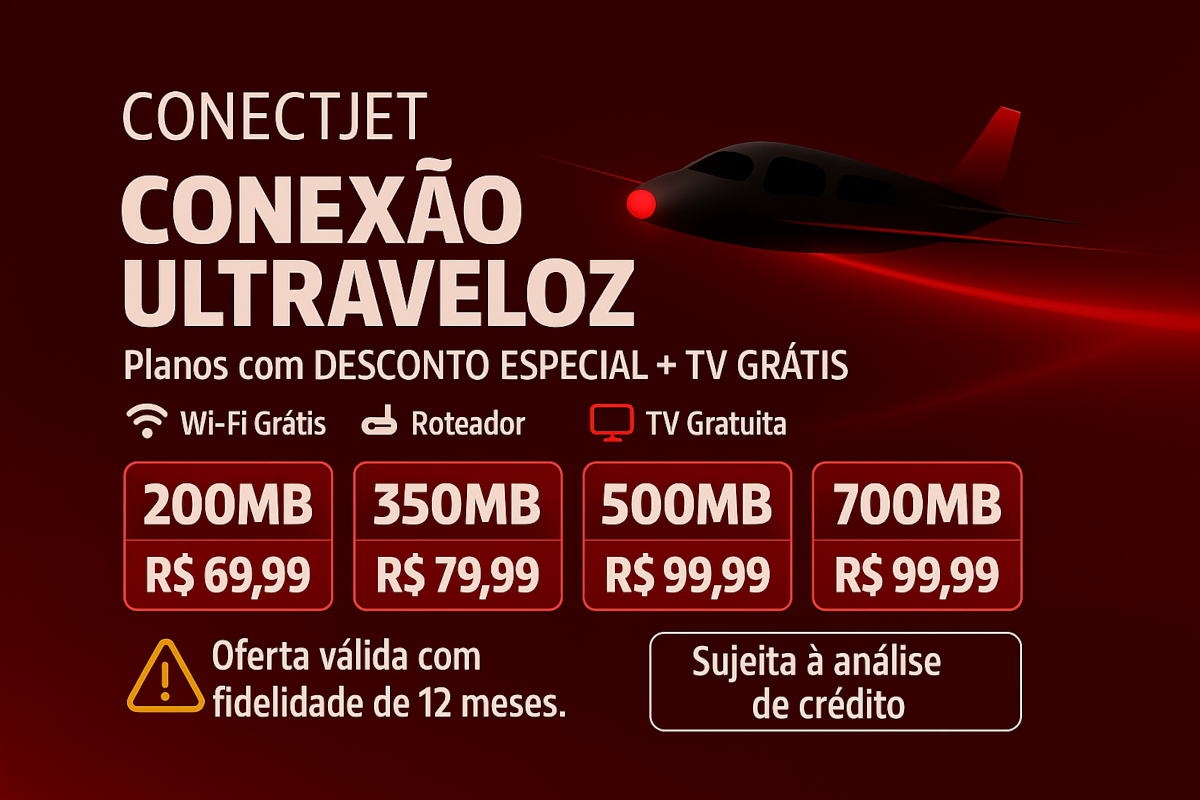 CONECTJET
CONEXÃO
ULTRAVELOZ
Planos com DESCONTO ESPECIAL + TV GRÁTIS
Wi-Fi Grátis Roteador TV Gratuita
200MB 350MB 500MB 700MB
R$ 69,99 R$ 79,99 R$ 99,99 R$ 99,99
Oferta válida com
fidelidade de 12 meses.
Sujeita à análise
de crédito